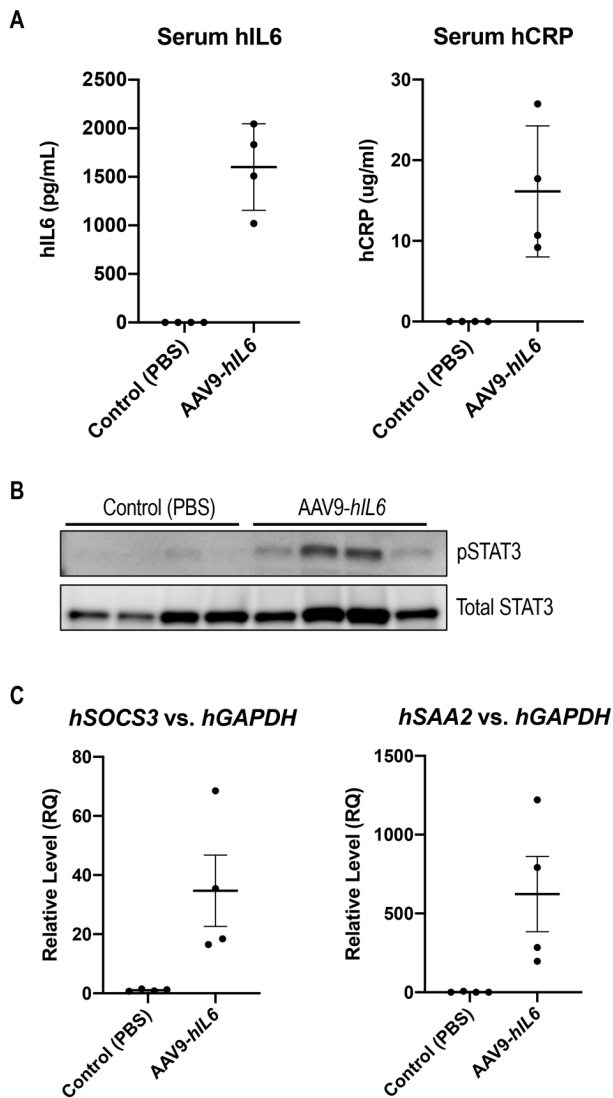 A
Serum hIL6
Serum hCRP
2500
2000
1500
1000
500
0
hIL6 (pg/mL)
Control (PBS)
AAV9-hIL6
30
20
10
0
hCRP (ug/ml)
Control (PBS)
AAV9-hIL6
B
Control (PBS)
AAV9-hIL6
pSTAT3
Total STAT3
C
hSOCS3 vs. hGAPDH
hSAA2 vs. hGAPDH
80
60
40
20
0
Relative Level (RQ)
Control (PBS)
AAV9-hIL6
1500
1000
500
0
Relative Level (RQ)
Control (PBS)
AAV9-hIL6